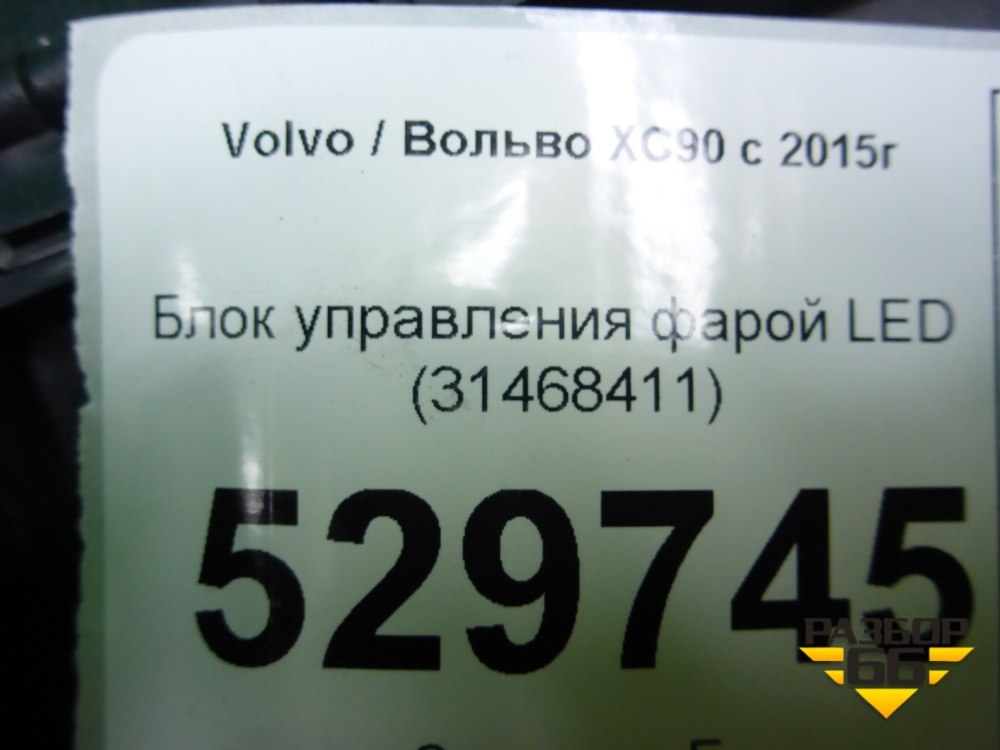 Volvo / Вольво XC90 с 2015г
Блок управления фарой LED
(31468411)
529745
РАЗБОР
66